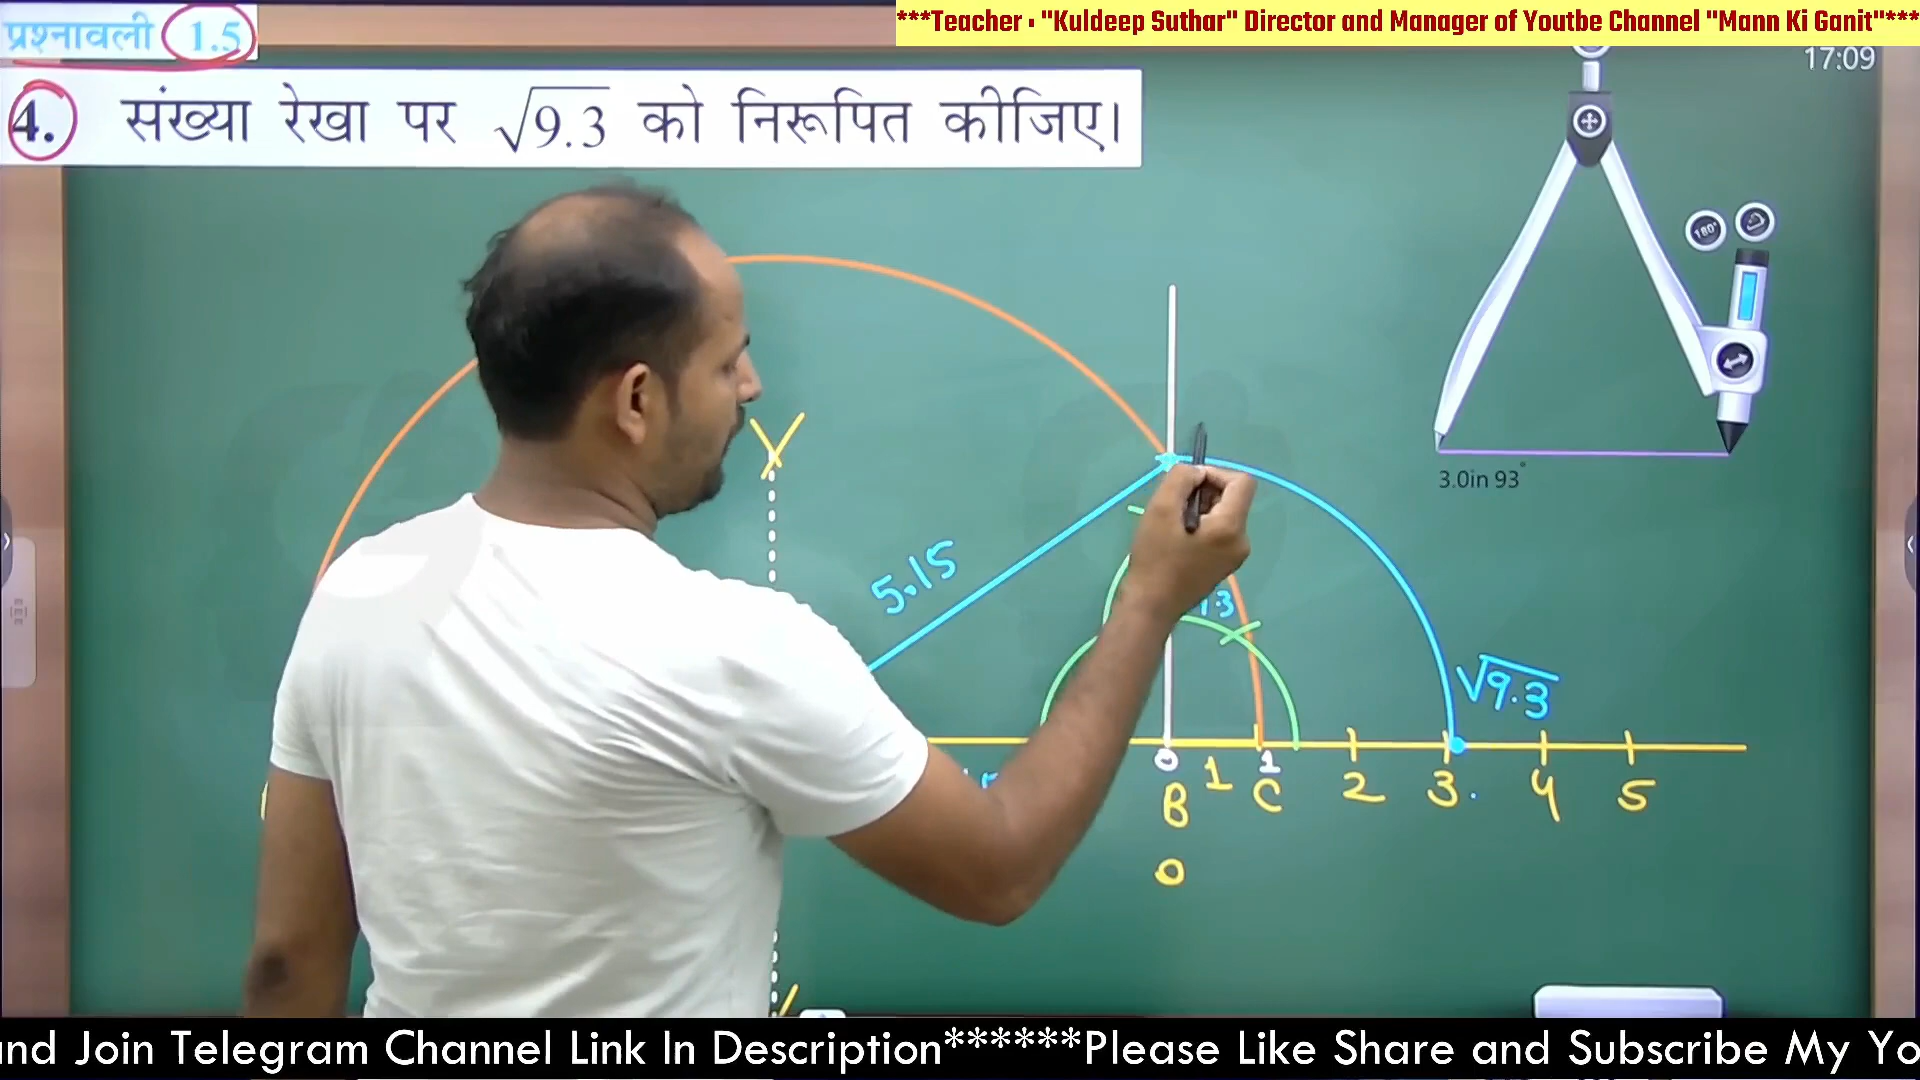 ***Teacher : "Kuldeep Suthar" Director and Manager of Youtbe Channel "Mann Ki Ganit"***
प्रश्नावली 1.5
17:09
4. संख्या रेखा पर √9.3 को निरूपित कीजिए।
180°
3.0in 93°
5.15
√9.3
0 1
B 1 C 2 3 4 5
0
nd Join Telegram Channel Link In Description******Please Like Share and Subscribe My Yo